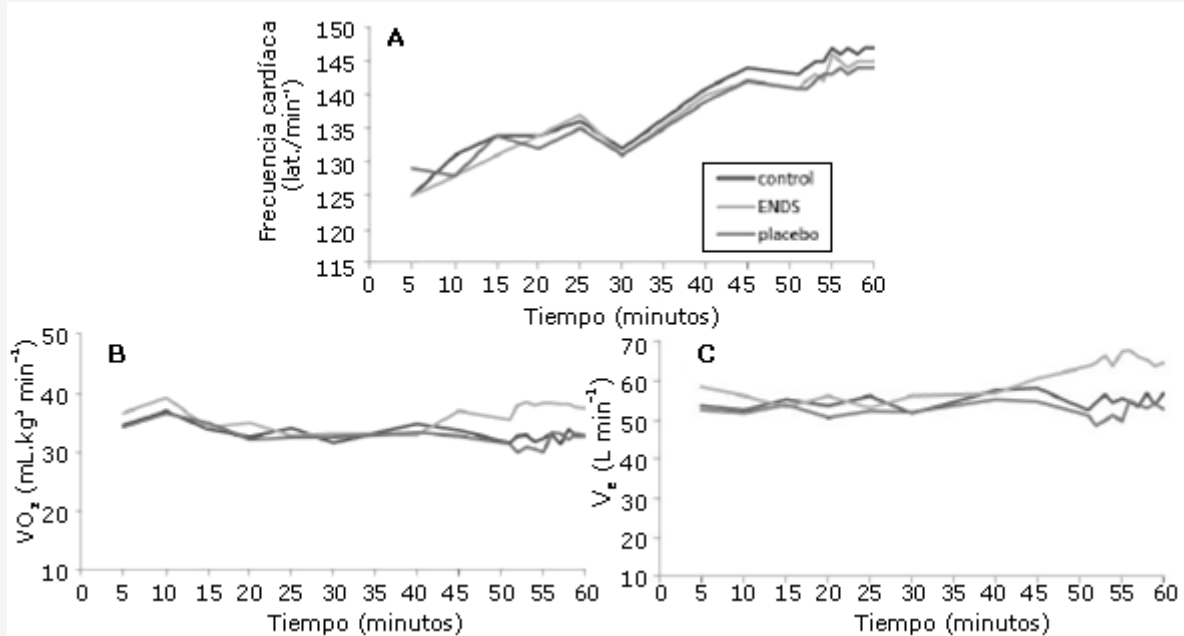 A
Frecuencia cardíaca
(lat./min⁻¹)
150
145
140
135
130
125
120
115
control
ENDS
placebo
0 5 10 15 20 25 30 35 40 45 50 55 60
Tiempo (minutos)
B
VO₂ (mL.kg³ min⁻¹)
50
40
30
20
10
0 5 10 15 20 25 30 35 40 45 50 55 60
Tiempo (minutos)
C
Vₑ (L min⁻¹)
70
60
50
40
30
20
10
0 5 10 15 20 25 30 35 40 45 50 55 60
Tiempo (minutos)